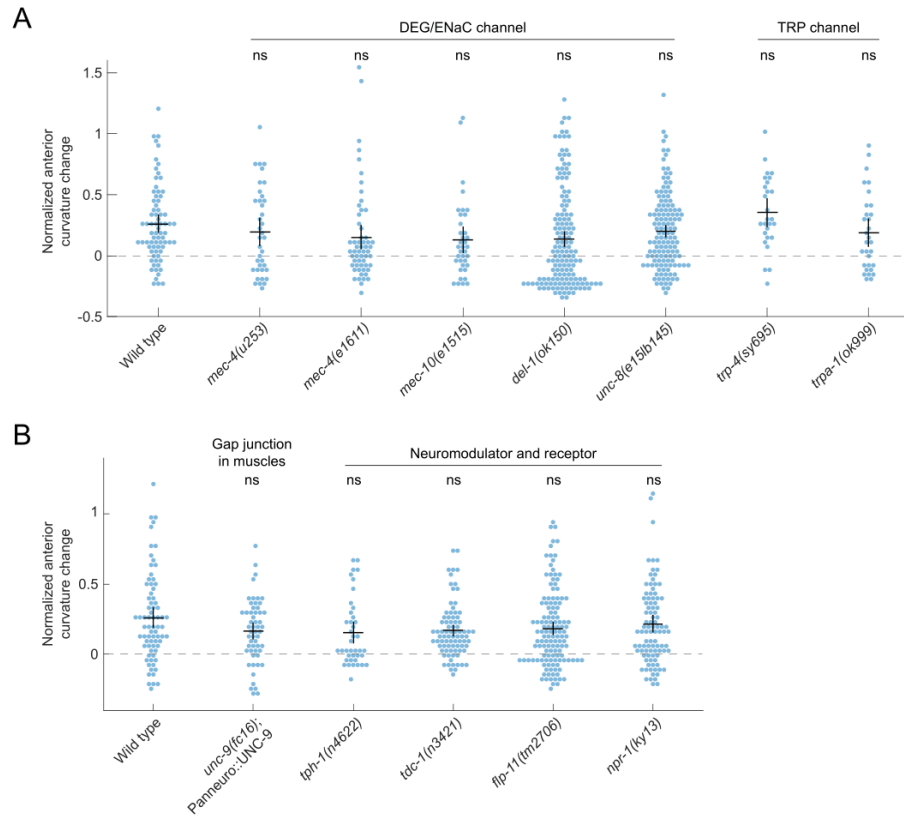 A
DEG/ENaC channel
TRP channel
ns ns ns ns ns ns ns
Normalized anterior
curvature change
1.5
1
0.5
0
-0.5
Wild type
mec-4(u253)
mec-4(e1611)
mec-10(e1515)
del-1(ok150)
unc-8(e15lb145)
trp-4(sy695)
trpa-1(ok999)
B
Gap junction
in muscles
Neuromodulator and receptor
ns ns ns ns ns
Normalized anterior
curvature change
1
0.5
0
Wild type
unc-9(fc16);
Panneuro::UNC-9
tph-1(n4622)
tdc-1(n3421)
flp-11(tm2706)
npr-1(ky13)